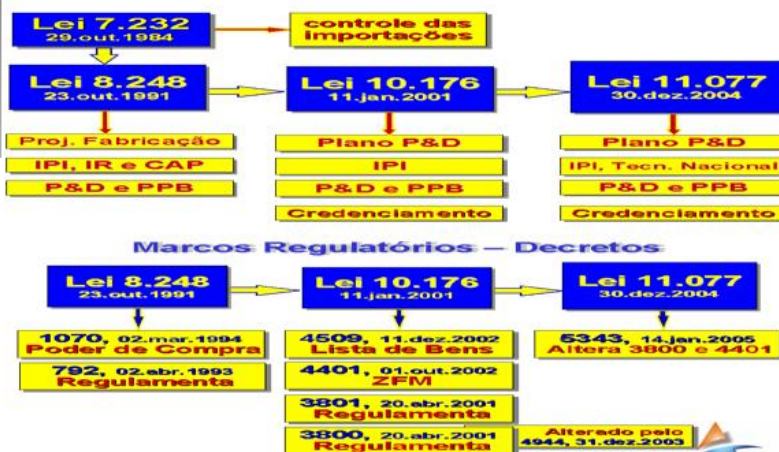 Lei 7.232
29.out.1984
controle das
importações
Lei 8.248
23.out.1991
Lei 10.176
11.jan.2001
Lei 11.077
30.dez.2004
Proj. Fabricação
IPI, IR e CAP
P&D e PPB
Plano P&D
IPI
P&D e PPB
Credenciamento
Plano P&D
IPI, Tecn. Nacional
P&D e PPB
Credenciamento
Marcos Regulatórios – Decretos
Lei 8.248
23.out.1991
Lei 10.176
11.jan.2001
Lei 11.077
30.dez.2004
1070, 02.mar.1994
Poder de Compra
792, 02.abr.1993
Regulamenta
4509, 11.dez.2002
Lista de Bens
4401, 01.out.2002
ZFM
3801, 20.abr.2001
Regulamenta
3800, 20.abr.2001
Regulamenta
5343, 14.jan.2005
Altera 3800 e 4401
Alterado pelo
4944, 31.dez.2003